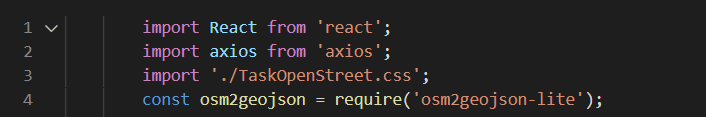 1 import React from 'react';
2 import axios from 'axios';
3 import './TaskOpenStreet.css';
4 const osm2geojson = require('osm2geojson-lite');